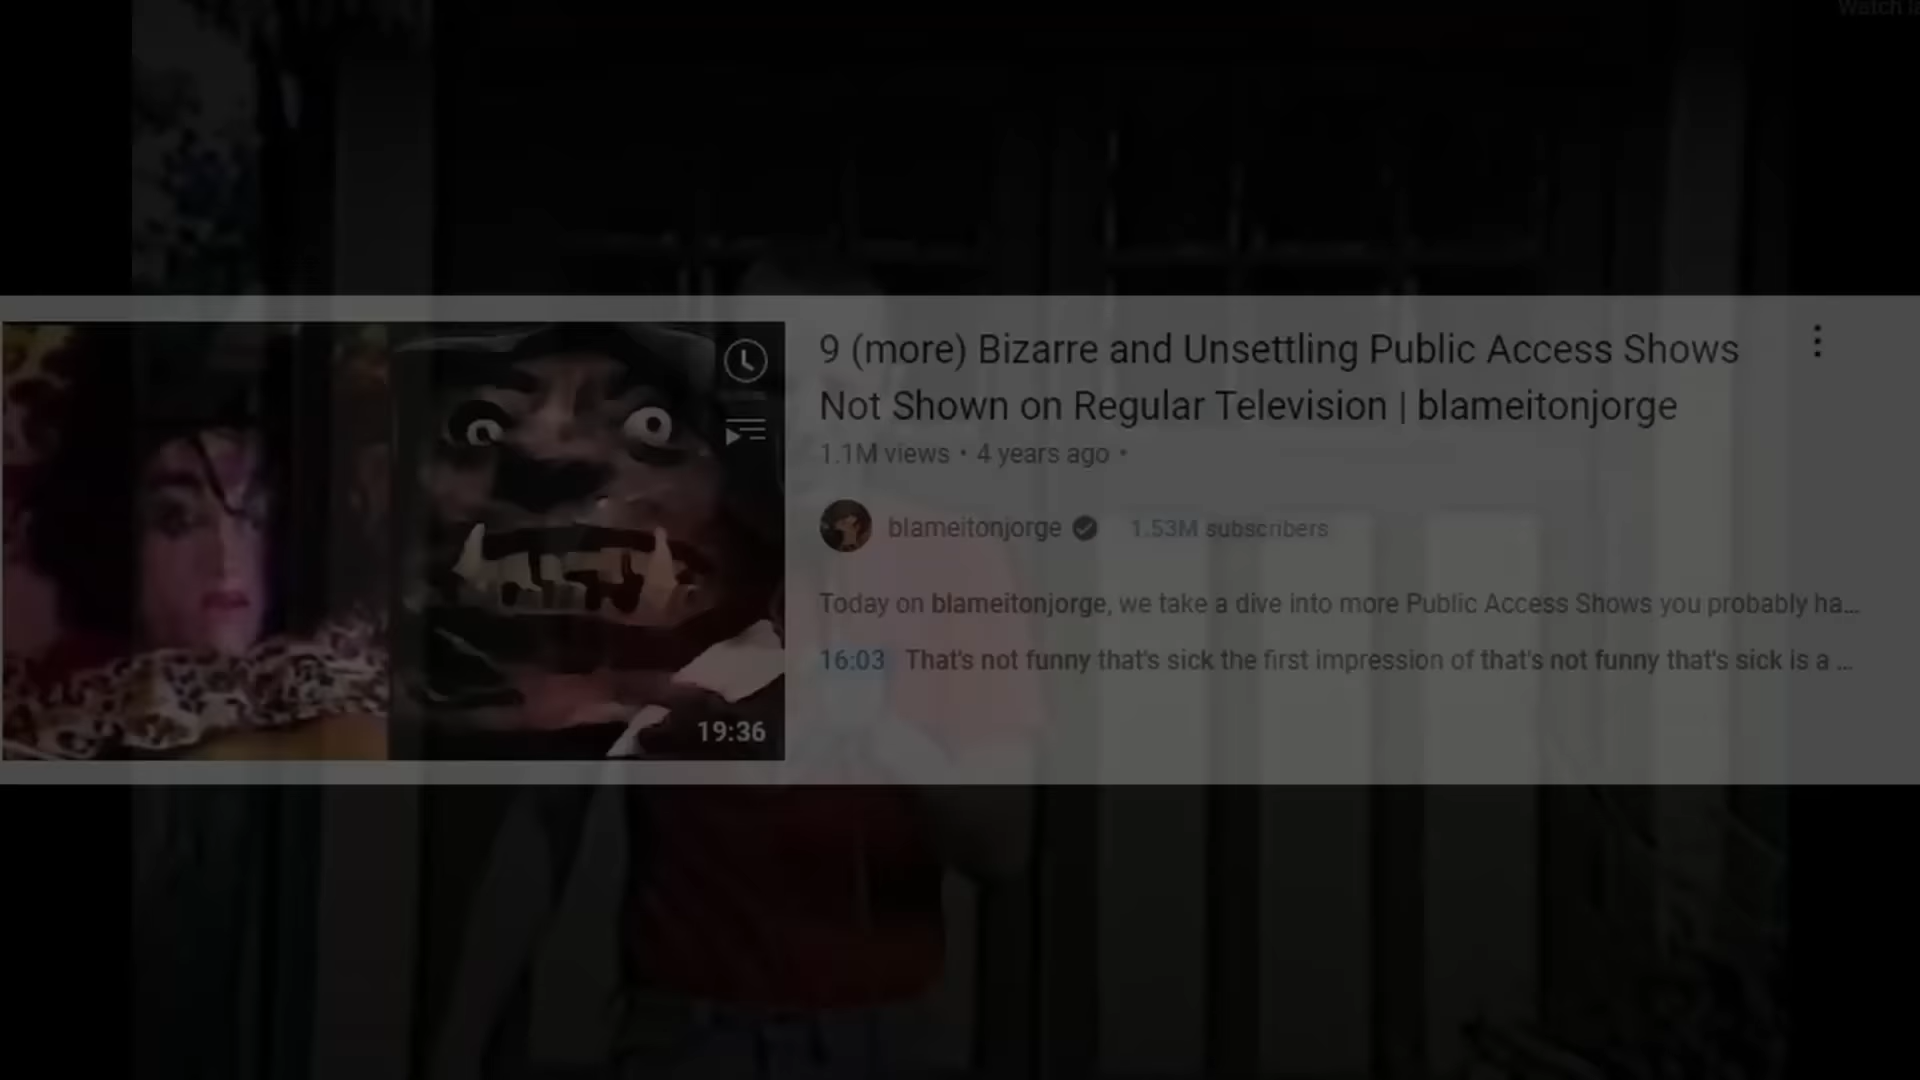 Watch
9 (more) Bizarre and Unsettling Public Access Shows
Not Shown on Regular Television | blameitonjorge
1.1M views • 4 years ago •
blameitonjorge 1.53M subscribers
Today on blameitonjorge, we take a dive into more Public Access Shows you probably ha...
16:03 That's not funny that's sick the first impression of that's not funny that's sick is a ...
19:36